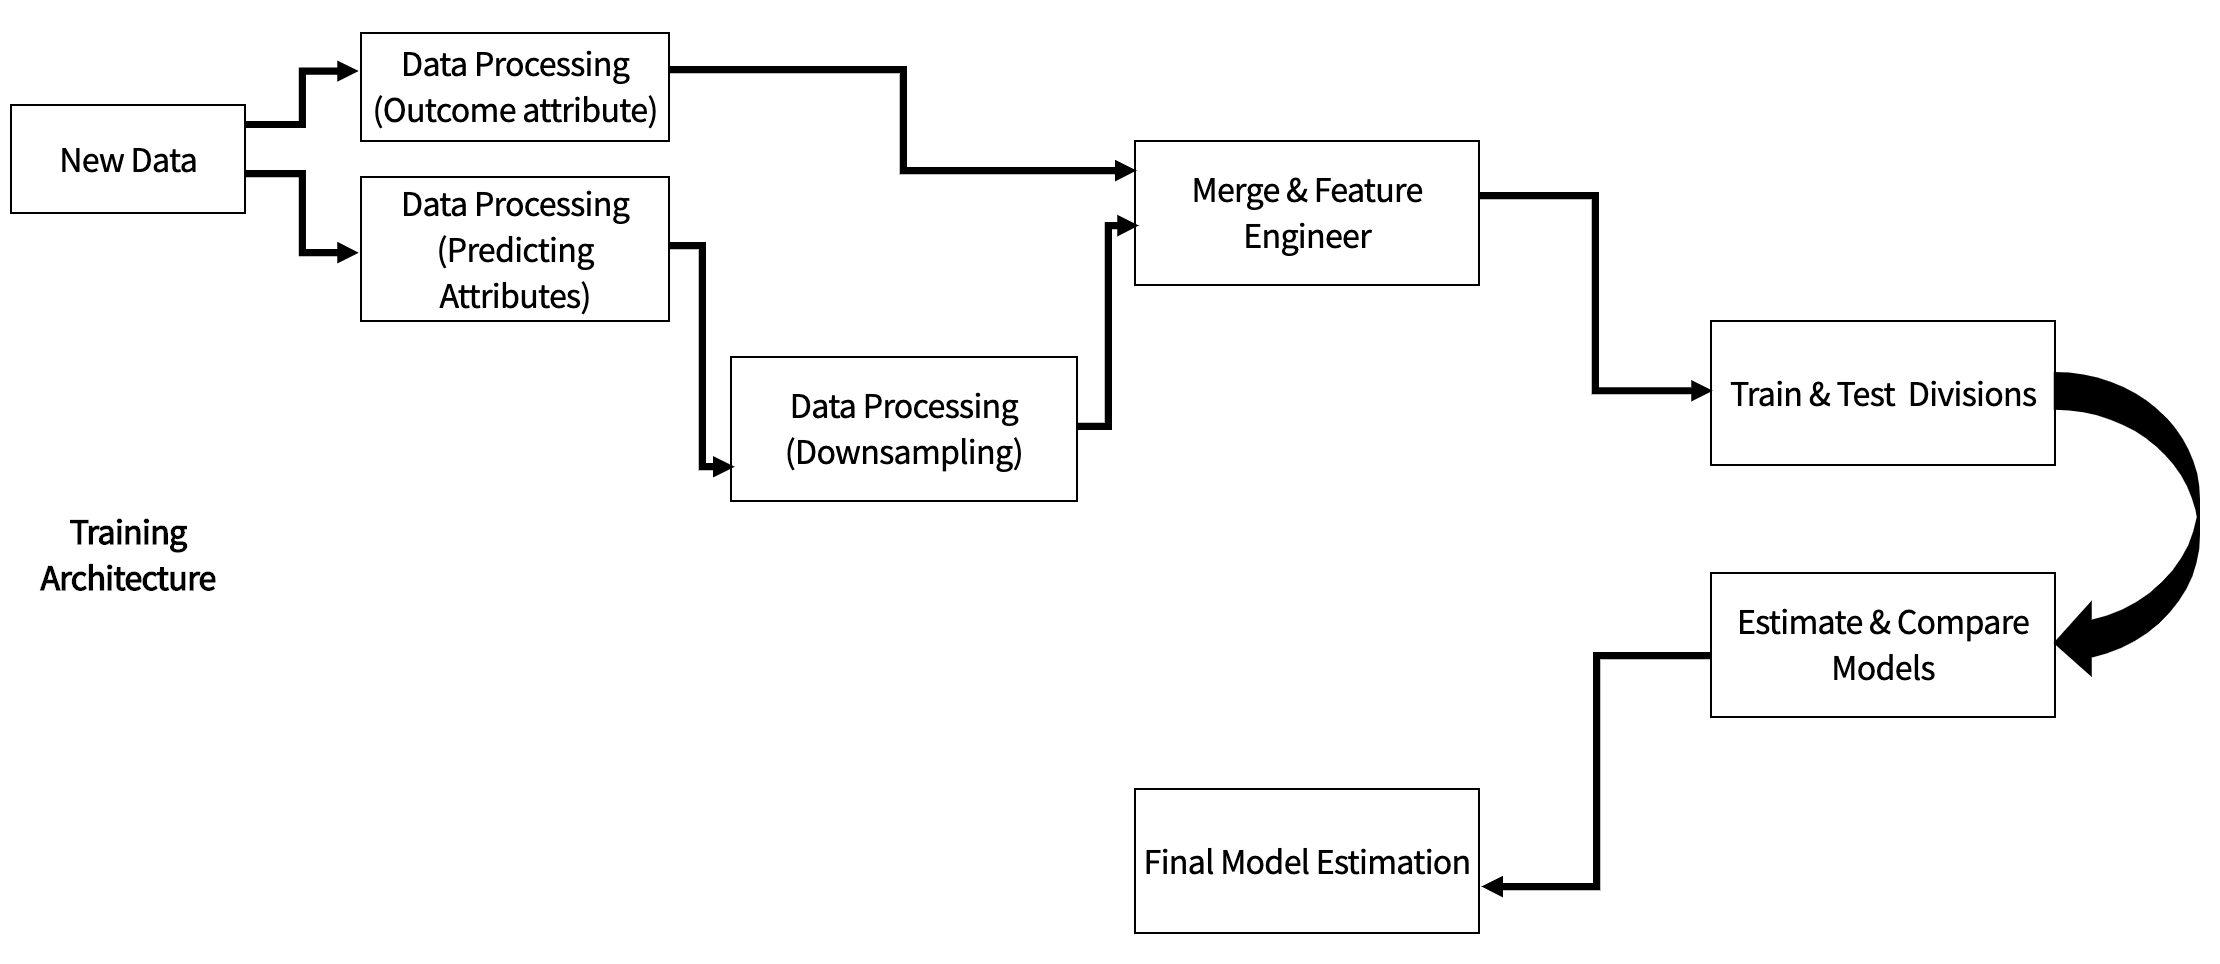 New Data
Data Processing
(Outcome attribute)
Data Processing
(Predicting
Attributes)
Data Processing
(Downsampling)
Merge & Feature
Engineer
Train & Test  Divisions
Estimate & Compare
Models
Final Model Estimation
Training
Architecture